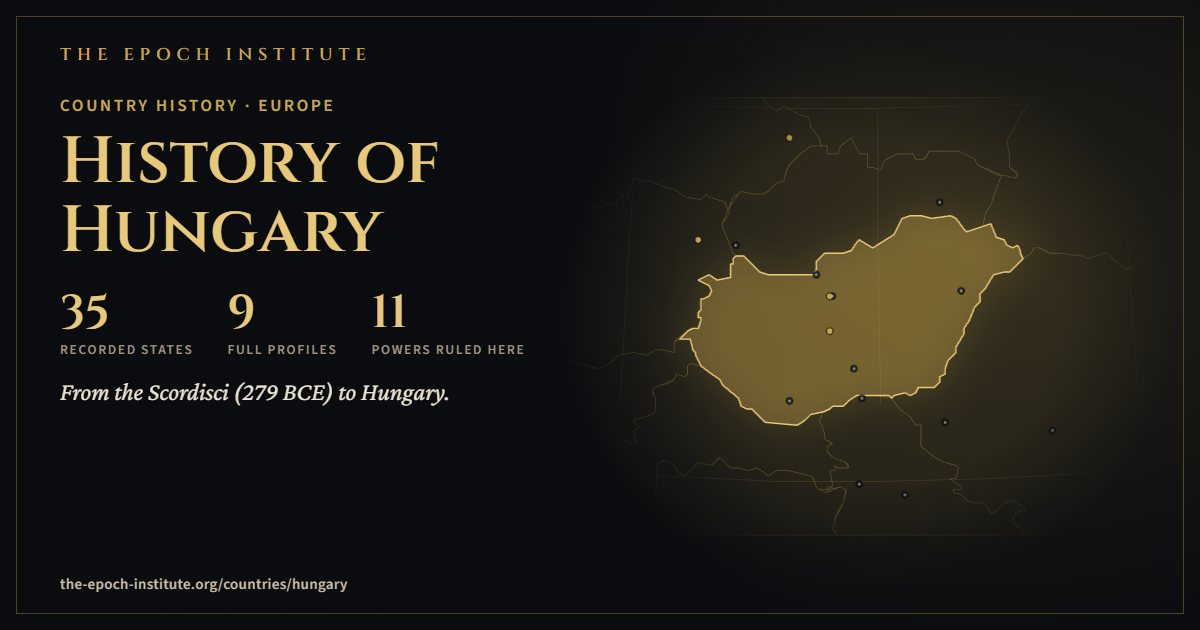 THE EPOCH INSTITUTE
COUNTRY HISTORY · EUROPE
HISTORY OF
HUNGARY
35 9 11
RECORDED STATES FULL PROFILES POWERS RULED HERE
From the Scordisci (279 BCE) to Hungary.
the-epoch-institute.org/countries/hungary